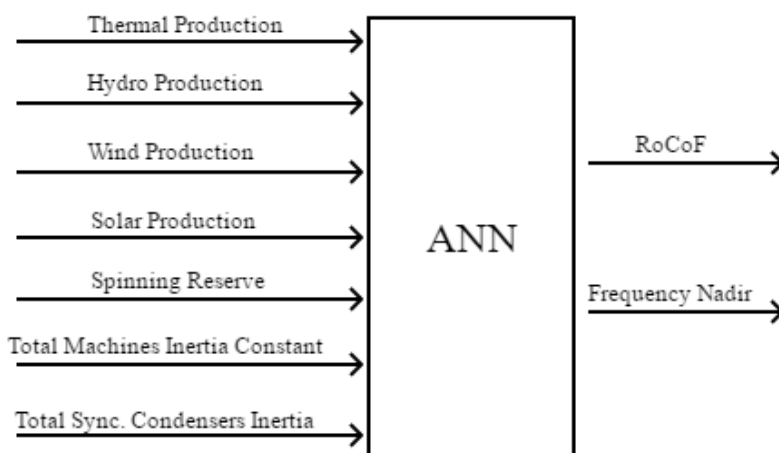 Thermal Production
Hydro Production
Wind Production
Solar Production
Spinning Reserve
Total Machines Inertia Constant
Total Sync. Condensers Inertia
ANN
RoCoF
Frequency Nadir